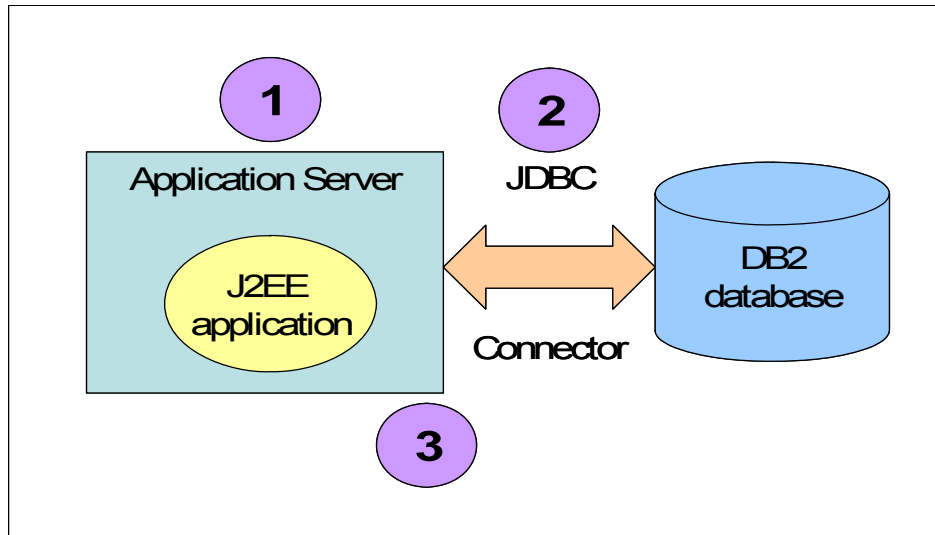 1
2
Application Server
JDBC
J2EE
application
DB2
database
Connector
3